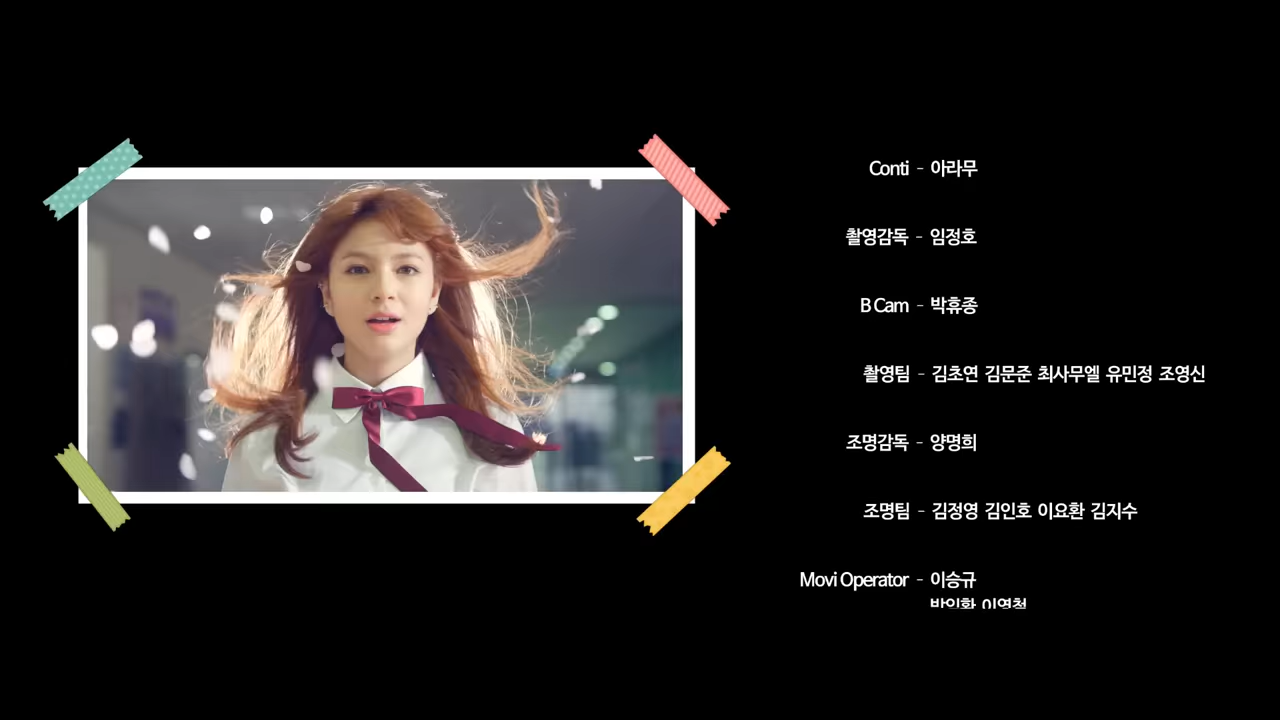 Conti - 아라무
촬영감독 - 임정호
B Cam - 박휴종
촬영팀 - 김초연 김문준 최사무엘 유민정 조영신
조명감독 - 양명희
조명팀 - 김정영 김인호 이요환 김지수
Movi Operator - 이승규